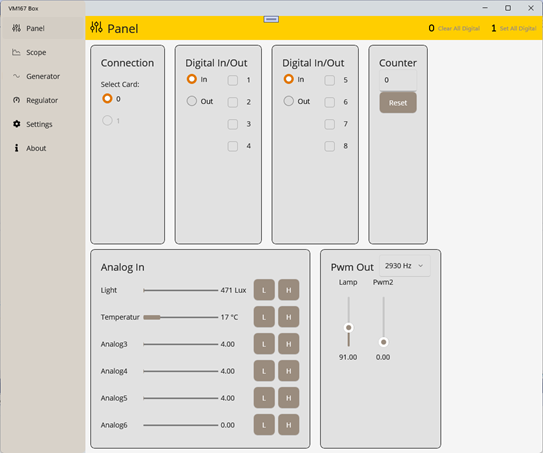 VM167 Box
Panel
Scope
Generator
Regulator
Settings
About
Panel
0 Clear All Digital 1 Set All Digital
Connection
Select Card:
0
1
Digital In/Out
In 1
Out 2
3
4
Digital In/Out
In 5
Out 6
7
8
Counter
0
Reset
Analog In
Light 471 Lux L H
Temperatur 17 °C L H
Analog3 4.00 L H
Analog4 4.00 L H
Analog5 4.00 L H
Analog6 0.00 L H
Pwm Out 2930 Hz
Lamp Pwm2
91.00 0.00